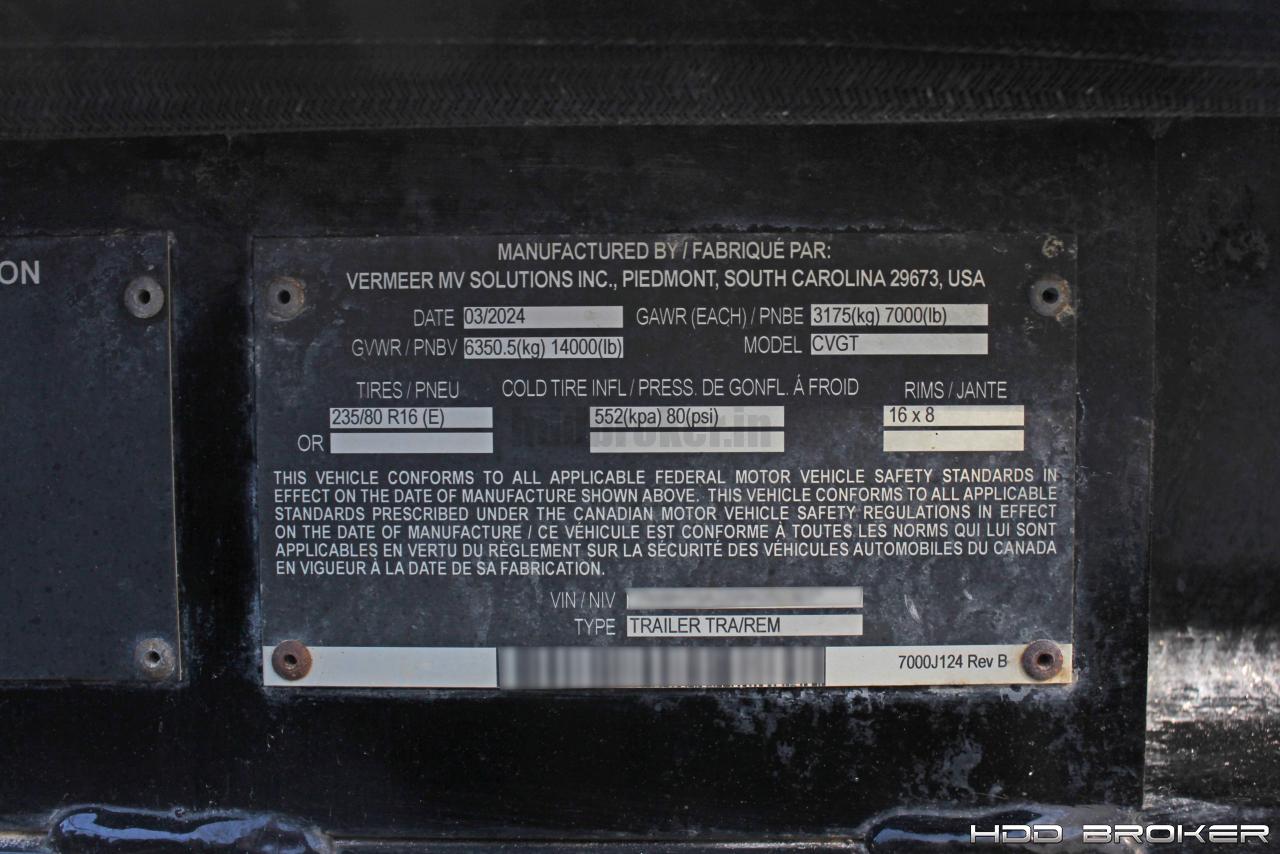 ON
MANUFACTURED BY / FABRIQUÉ PAR:
VERMEER MV SOLUTIONS INC., PIEDMONT, SOUTH CAROLINA 29673, USA
DATE 03/2024 GAWR (EACH) / PNBE 3175(kg) 7000(lb)
GVWR / PNBV 6350.5(kg) 14000(lb) MODEL CVGT
TIRES / PNEU COLD TIRE INFL / PRESS. DE GONFL. Á FROID RIMS / JANTE
235/80 R16 (E) 552(kpa) 80(psi) 16 x 8
OR
hddbroker.in
THIS VEHICLE CONFORMS TO ALL APPLICABLE FEDERAL MOTOR VEHICLE SAFETY STANDARDS IN
EFFECT ON THE DATE OF MANUFACTURE SHOWN ABOVE. THIS VEHICLE CONFORMS TO ALL APPLICABLE
STANDARDS PRESCRIBED UNDER THE CANADIAN MOTOR VEHICLE SAFETY REGULATIONS IN EFFECT
ON THE DATE OF MANUFACTURE / CE VÉHICULE EST CONFORME À TOUTES LES NORMS QUI LUI SONT
APPLICABLES EN VERTU DU RÈGLEMENT SUR LA SÉCURITÉ DES VÉHICULES AUTOMOBILES DU CANADA
EN VIGUEUR À LA DATE DE SA FABRICATION.
VIN / NIV
TYPE TRAILER TRA/REM
7000J124 Rev B
HDD BROKER